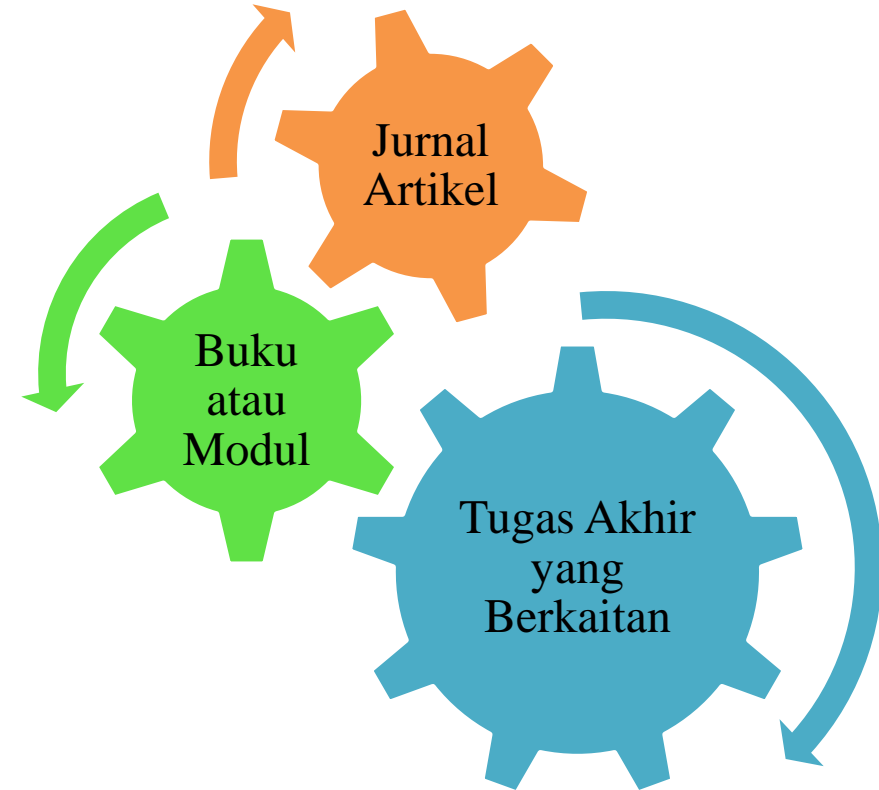 Jurnal
Artikel
Buku
atau
Modul
Tugas Akhir
yang
Berkaitan